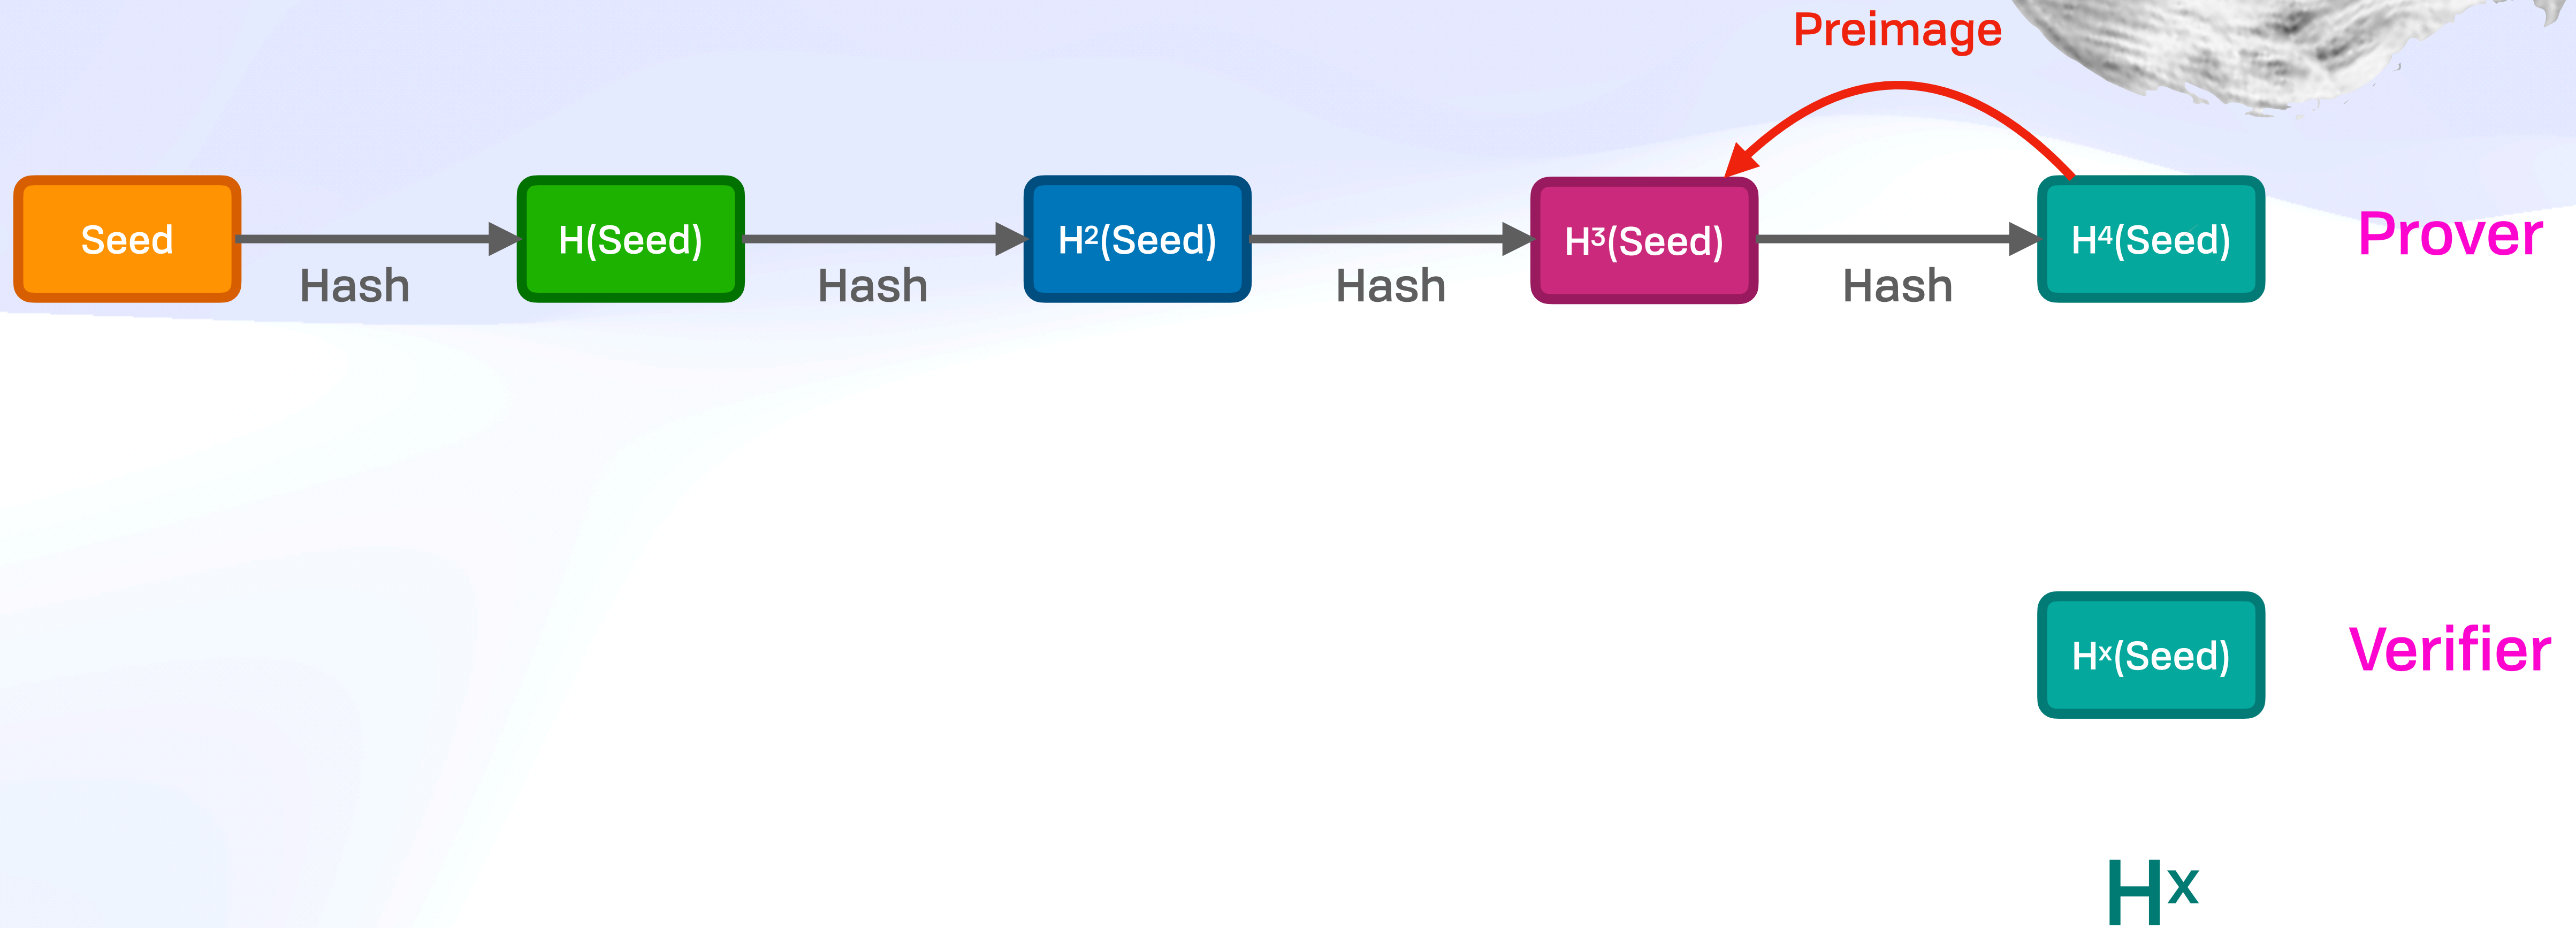 Preimage
Seed
H(Seed)
H²(Seed)
H³(Seed)
H⁴(Seed)
Prover
Hash
Hash
Hash
Hash
Hˣ(Seed)
Verifier
Hˣ